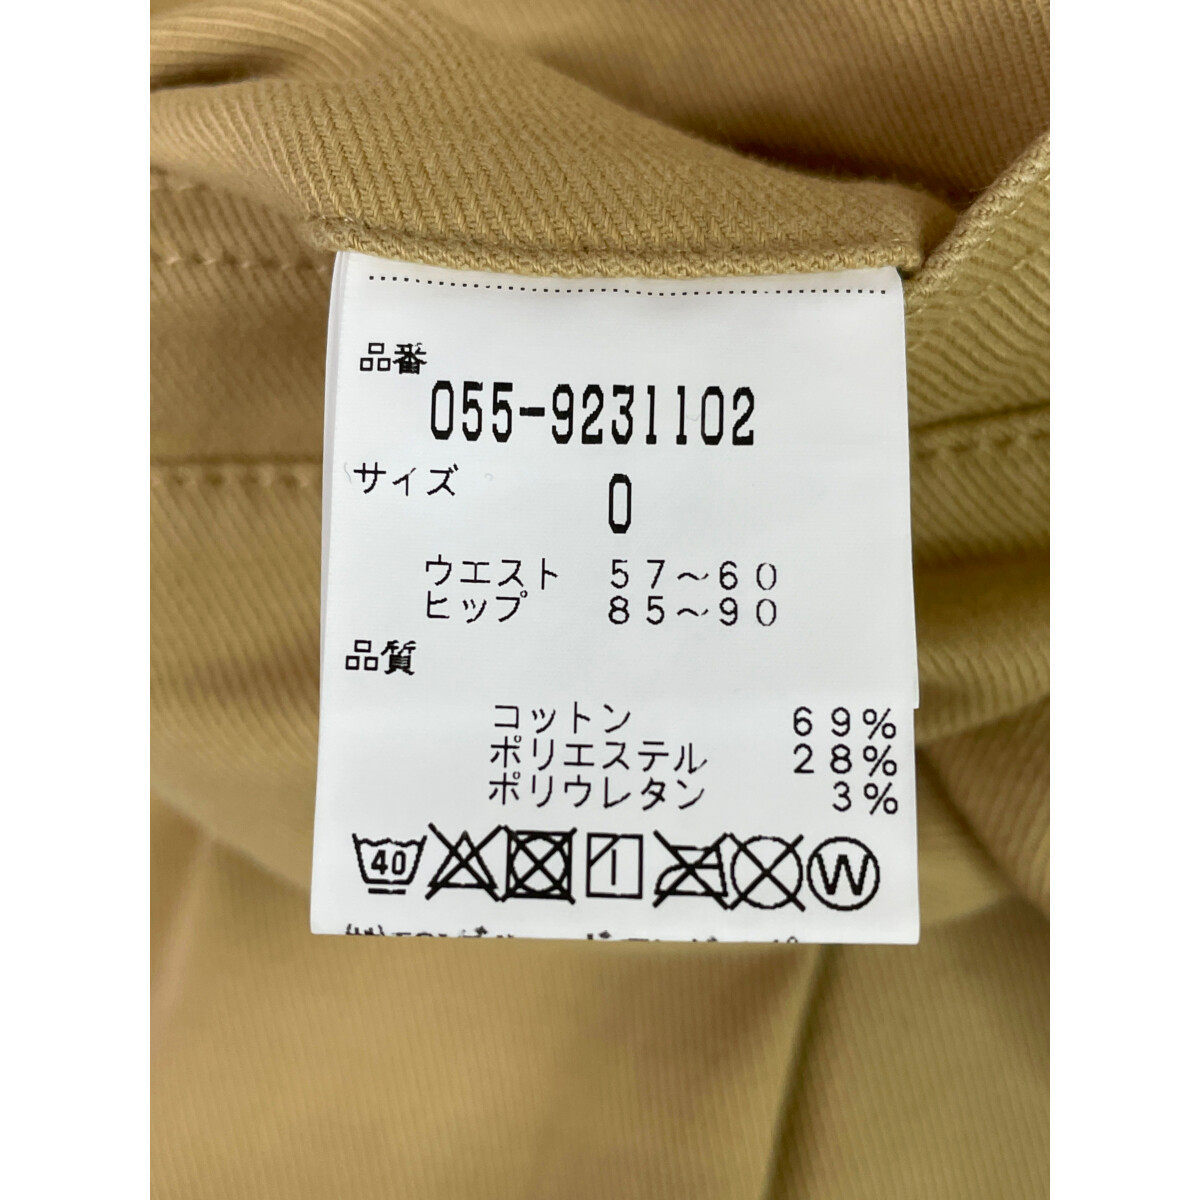 品番
055-9231102
サイズ
0
ウエスト 57～60
ヒップ 85～90
品質
コットン 69%
ポリエステル 28%
ポリウレタン 3%
40 W